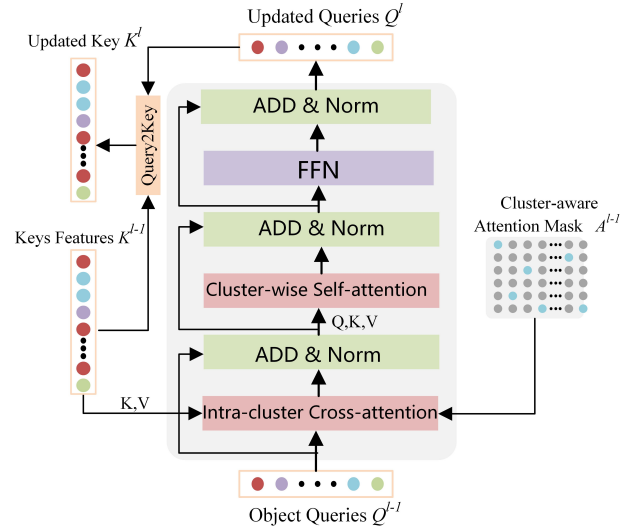 Updated Queries Q^l
Updated Key K^l
ADD & Norm
Query2Key
FFN
Cluster-aware
Attention Mask A^{l-1}
ADD & Norm
Keys Features K^{l-1}
Cluster-wise Self-attention
Q,K,V
ADD & Norm
K,V
Intra-cluster Cross-attention
Object Queries Q^{l-1}